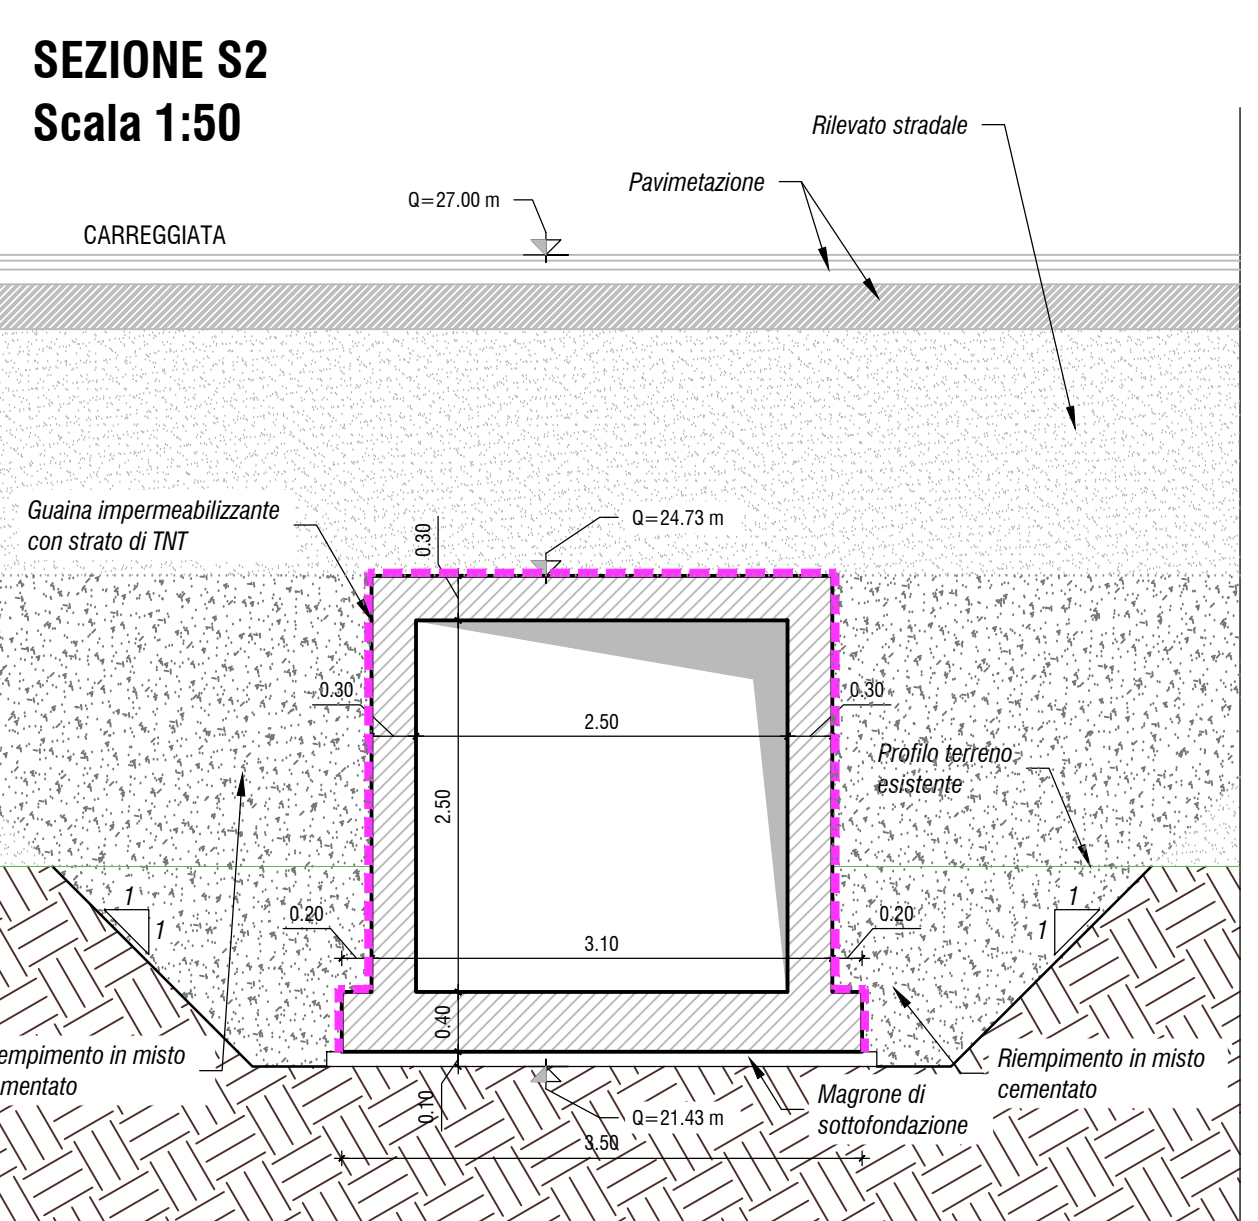 SEZIONE S2
Scala 1:50
Rilevato stradale
Pavimetazione
Q=27.00 m
CARREGGIATA
Guaina impermeabilizzante
con strato di TNT
0.30
Q=24.73 m
0.30
2.50
0.30
2.50
Profilo terreno
esistente
1
1
0.20
3.10
0.20
1
1
0.40
empimento in misto
mentato
Riempimento in misto
cementato
0.10
Q=21.43 m
Magrone di
sottofondazione
3.50